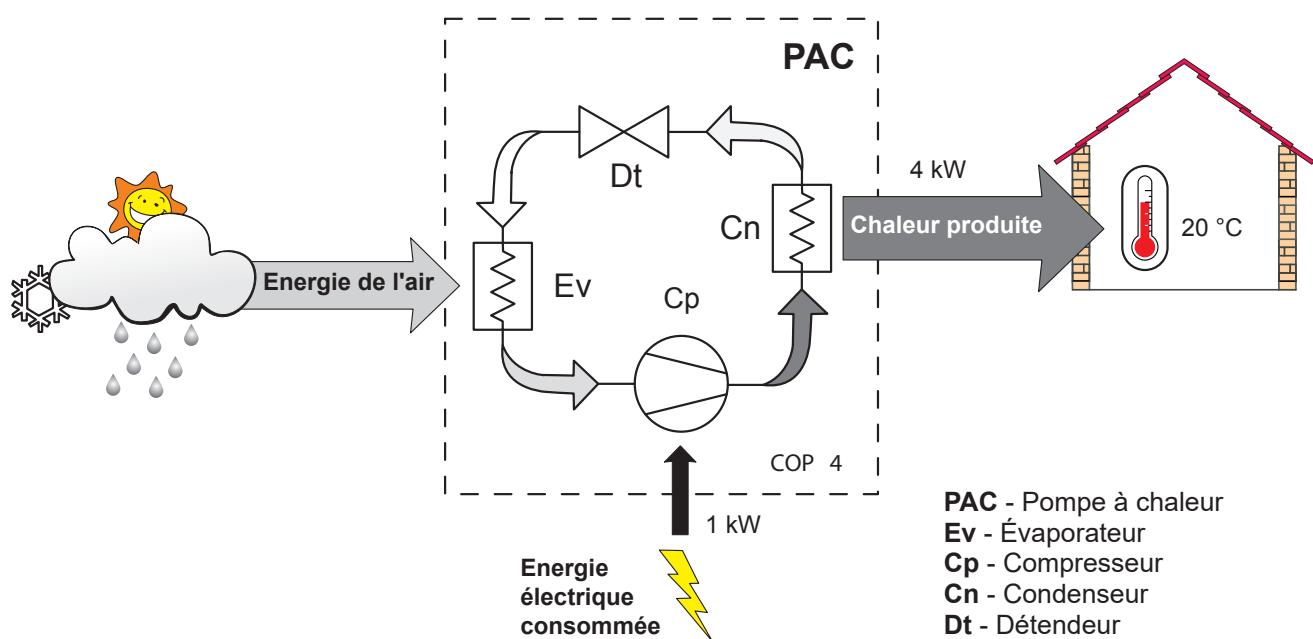 PAC
Dt
4 kW
Cn
Chaleur produite
20 °C
Energie de l'air
Ev
Cp
COP 4
1 kW
Energie
électrique
consommée
PAC - Pompe à chaleur
Ev - Évaporateur
Cp - Compresseur
Cn - Condenseur
Dt - Détendeur